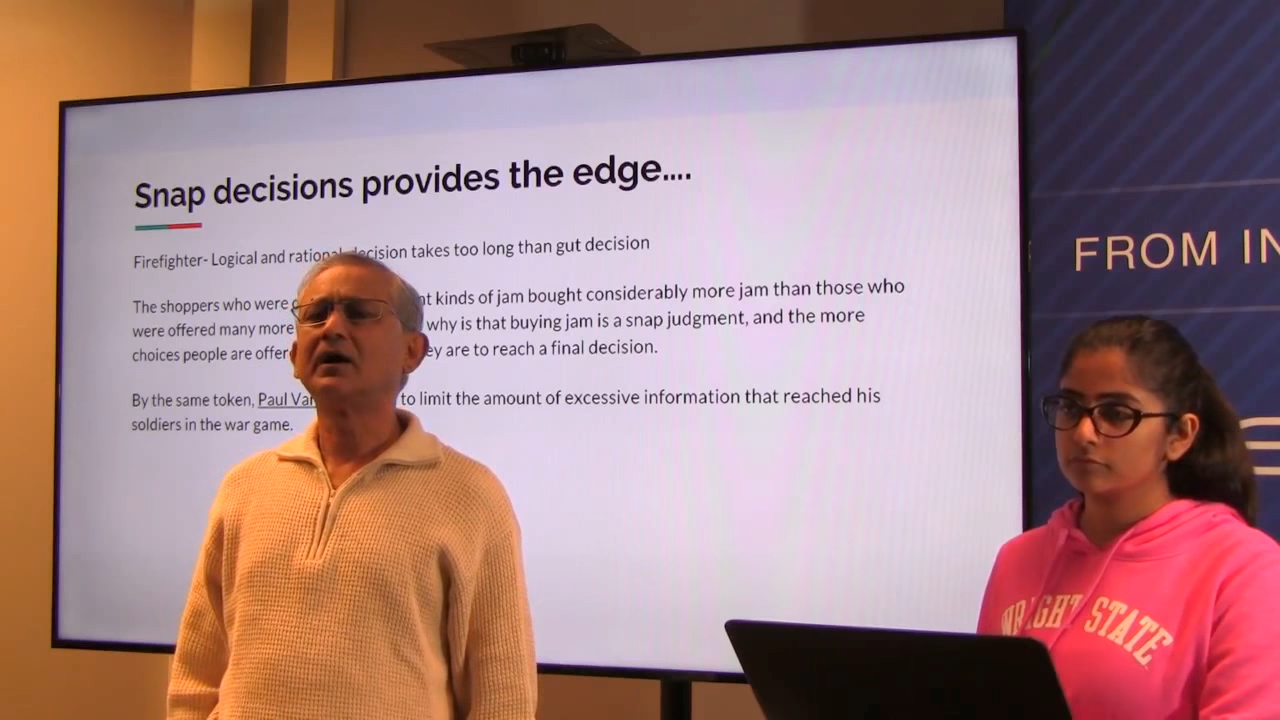 Snap decisions provides the edge....
Firefighter- Logical and rational decision takes too long than gut decision
The shoppers who were kinds of jam bought considerably more jam than those who
were offered many more why is that buying jam is a snap judgment, and the more
choices people are they are to reach a final decision.
By the same token, Paul to limit the amount of excessive information that reached his
soldiers in the war game.
FROM
WRIGHT STATE